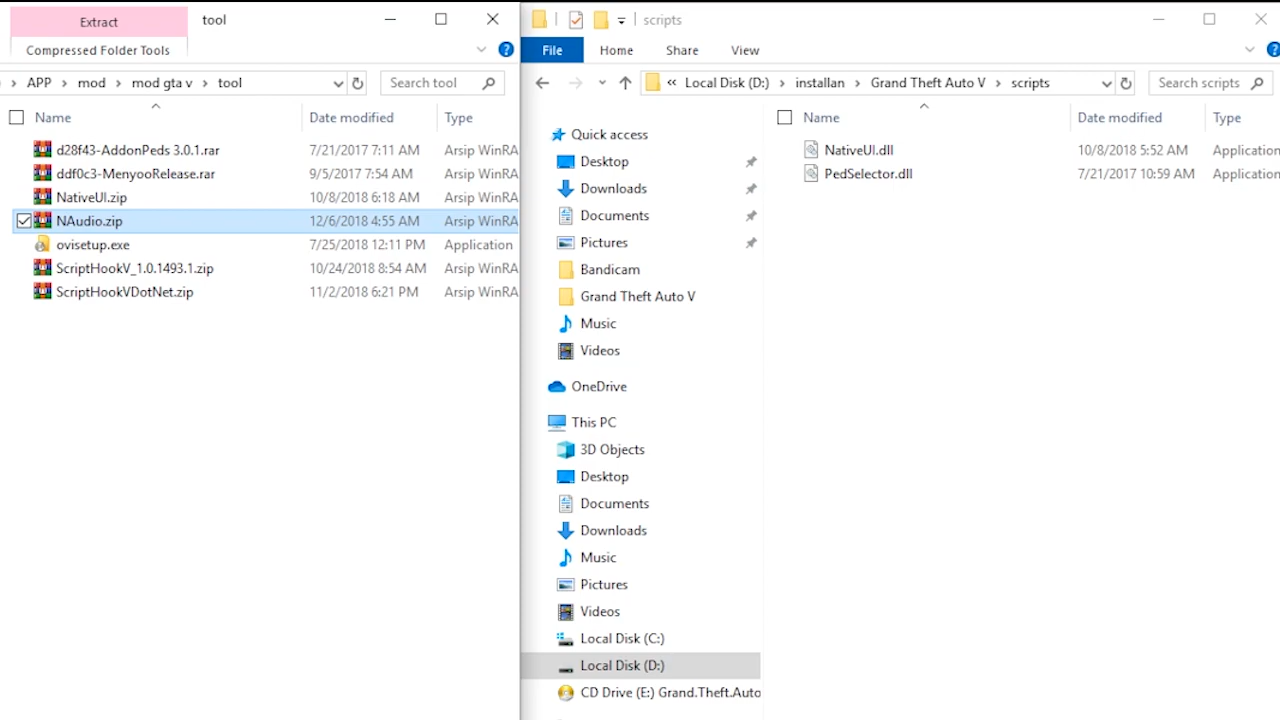 Extract
tool
Compressed Folder Tools
APP
mod
mod gta v
tool
Search tool
Name
Date modified
Type
d28f43-AddonPeds 3.0.1.rar
7/21/2017 7:11 AM
Arsip WinRA
ddf0c3-MenyooRelease.rar
9/5/2017 7:54 AM
Arsip WinRA
NativeUI.zip
10/8/2018 6:18 AM
Arsip WinRA
NAudio.zip
12/6/2018 4:55 AM
Arsip WinRA
ovisetup.exe
7/25/2018 12:11 PM
Application
ScriptHookV_1.0.1493.1.zip
10/24/2018 8:54 AM
Arsip WinRA
ScriptHookVDotNet.zip
11/2/2018 6:21 PM
Arsip WinRA
scripts
File
Home
Share
View
« Local Disk (D:)
installan
Grand Theft Auto V
scripts
Search scripts
Quick access
Desktop
Downloads
Documents
Pictures
Bandicam
Grand Theft Auto V
Music
Videos
OneDrive
This PC
3D Objects
Desktop
Documents
Downloads
Music
Pictures
Videos
Local Disk (C:)
Local Disk (D:)
CD Drive (E:) Grand.Theft.Auto
Name
Date modified
Type
NativeUI.dll
10/8/2018 5:52 AM
Application
PedSelector.dll
7/21/2017 10:59 AM
Application